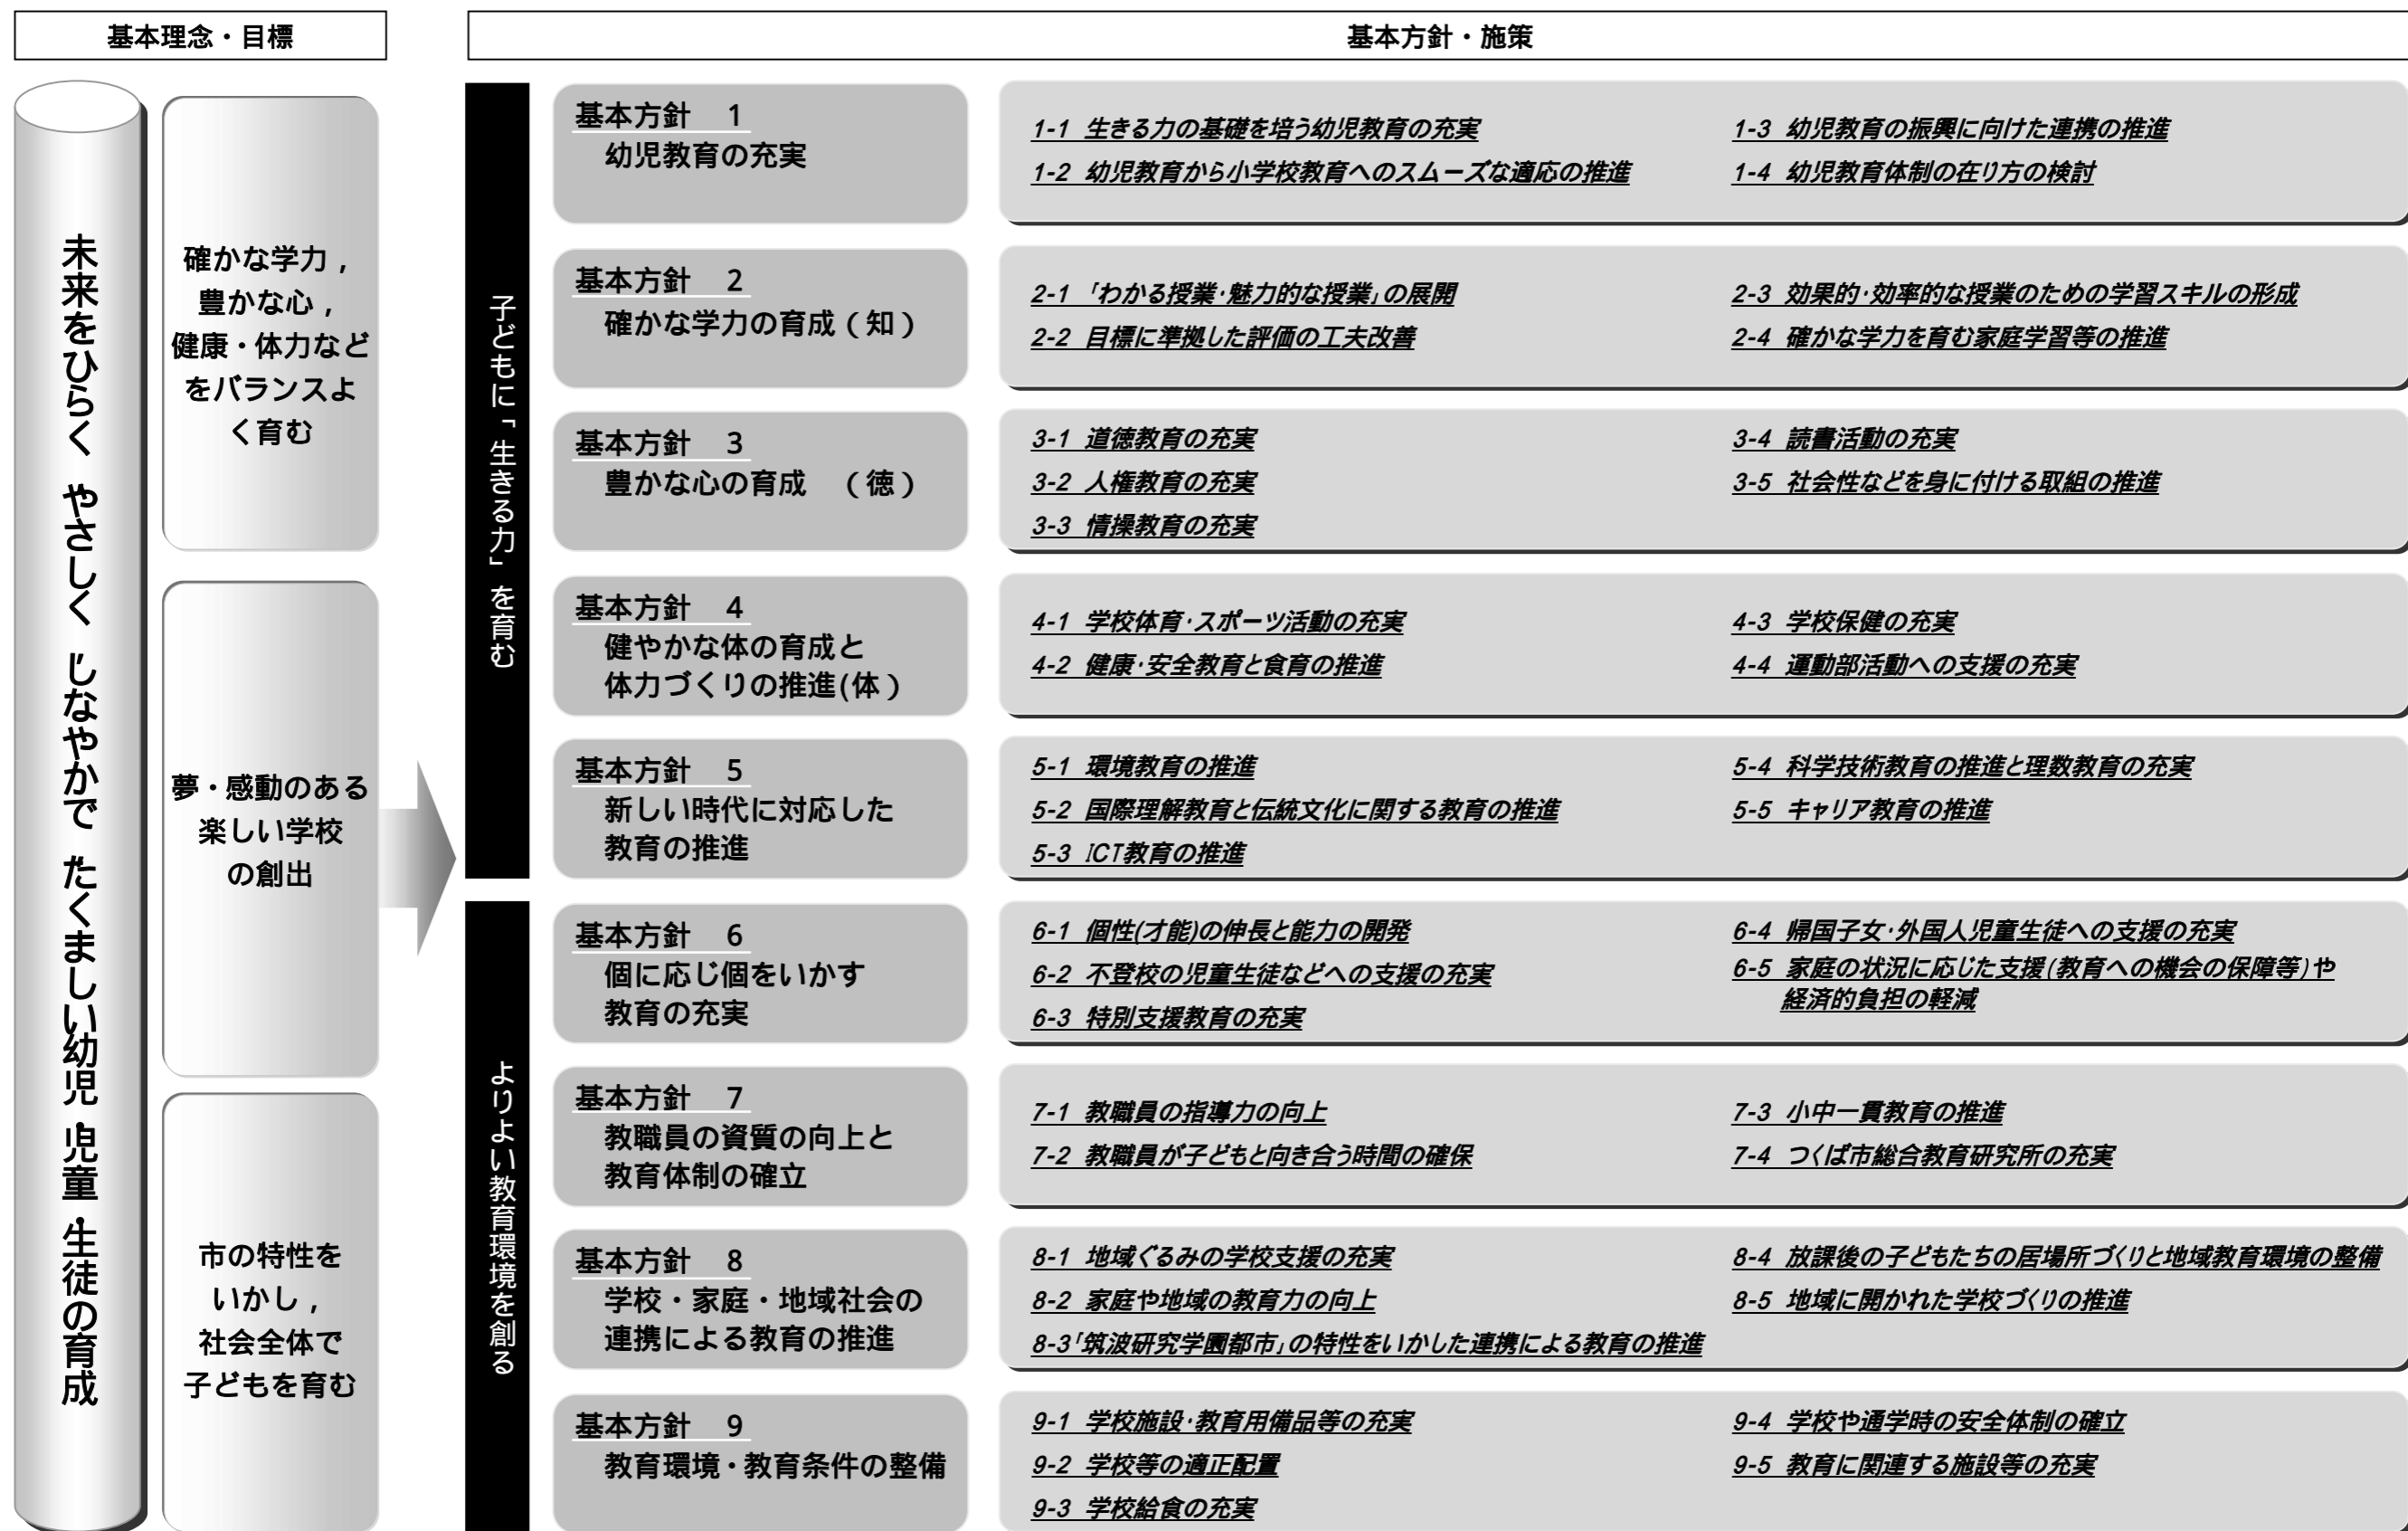 基本理念・目標
基本方針・施策
未来をひらく やさしく しなやかで たくましい幼児・児童・生徒の育成
確かな学力，
豊かな心，
健康・体力など
をバランスよ
く育む
夢・感動のある
楽しい学校
の創出
市の特性を
いかし，
社会全体で
子どもを育む
子どもに「生きる力」を育む
基本方針　1
幼児教育の充実
1-1 生きる力の基礎を培う幼児教育の充実
1-2 幼児教育から小学校教育へのスムーズな適応の推進
1-3 幼児教育の振興に向けた連携の推進
1-4 幼児教育体制の在り方の検討
基本方針　2
確かな学力の育成（知）
2-1 「わかる授業・魅力的な授業」の展開
2-2 目標に準拠した評価の工夫改善
2-3 効果的・効率的な授業のための学習スキルの形成
2-4 確かな学力を育む家庭学習等の推進
基本方針　3
豊かな心の育成　（徳）
3-1 道徳教育の充実
3-2 人権教育の充実
3-3 情操教育の充実
3-4 読書活動の充実
3-5 社会性などを身に付ける取組の推進
基本方針　4
健やかな体の育成と
体力づくりの推進(体）
4-1 学校体育・スポーツ活動の充実
4-2 健康・安全教育と食育の推進
4-3 学校保健の充実
4-4 運動部活動への支援の充実
基本方針　5
新しい時代に対応した
教育の推進
5-1 環境教育の推進
5-2 国際理解教育と伝統文化に関する教育の推進
5-3 ICT教育の推進
5-4 科学技術教育の推進と理数教育の充実
5-5 キャリア教育の推進
よりよい教育環境を創る
基本方針　6
個に応じ個をいかす
教育の充実
6-1 個性(才能)の伸長と能力の開発
6-2 不登校の児童生徒などへの支援の充実
6-3 特別支援教育の充実
6-4 帰国子女・外国人児童生徒への支援の充実
6-5 家庭の状況に応じた支援(教育への機会の保障等)や
経済的負担の軽減
基本方針　7
教職員の資質の向上と
教育体制の確立
7-1 教職員の指導力の向上
7-2 教職員が子どもと向き合う時間の確保
7-3 小中一貫教育の推進
7-4 つくば市総合教育研究所の充実
基本方針　8
学校・家庭・地域社会の
連携による教育の推進
8-1 地域ぐるみの学校支援の充実
8-2 家庭や地域の教育力の向上
8-3「筑波研究学園都市」の特性をいかした連携による教育の推進
8-4 放課後の子どもたちの居場所づくりと地域教育環境の整備
8-5 地域に開かれた学校づくりの推進
基本方針　9
教育環境・教育条件の整備
9-1 学校施設・教育用備品等の充実
9-2 学校等の適正配置
9-3 学校給食の充実
9-4 学校や通学時の安全体制の確立
9-5 教育に関連する施設等の充実